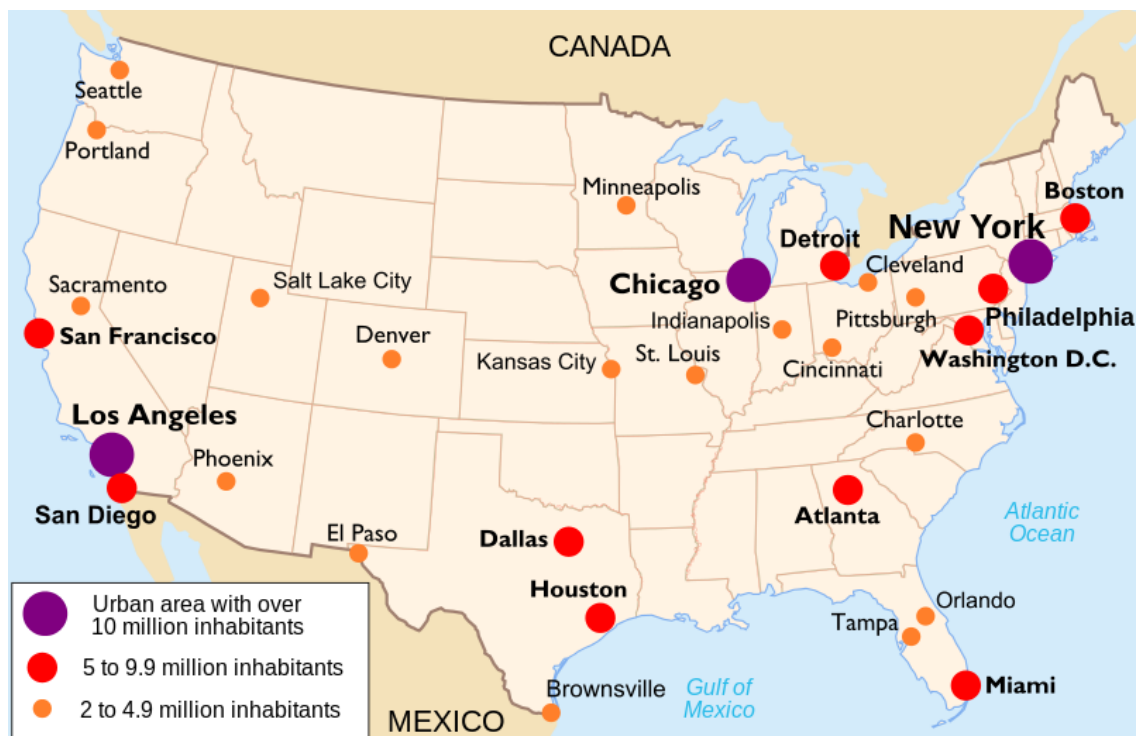 CANADA
Seattle
Portland
Minneapolis
Boston
New York
Detroit
Cleveland
Salt Lake City
Sacramento
Chicago
San Francisco
Denver
Indianapolis
Pittsburgh
Philadelphia
Kansas City
St. Louis
Cincinnati
Washington D.C.
Los Angeles
Charlotte
Phoenix
San Diego
El Paso
Dallas
Atlanta
Atlantic
Ocean
Houston
Orlando
Tampa
Brownsville
Gulf of
Mexico
Miami
MEXICO
Urban area with over
10 million inhabitants
5 to 9.9 million inhabitants
2 to 4.9 million inhabitants